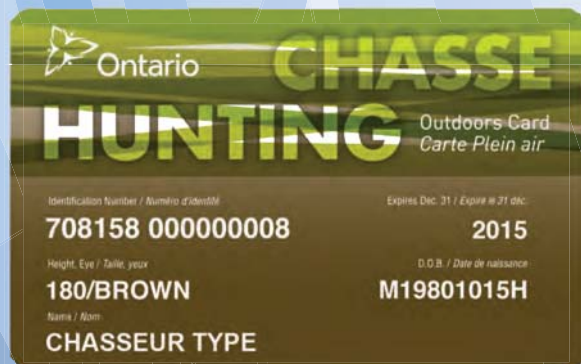 Ontario
CHASSE
HUNTING
Outdoors Card
Carte Plein air
Identification Number / Numéro d'identité
Expires Dec. 31 / Expire le 31 déc.
708158 000000008
2015
Height, Eye / Taille, yeux
D.O.B. / Date de naissance
180/BROWN
M19801015H
Name / Nom
CHASSEUR TYPE